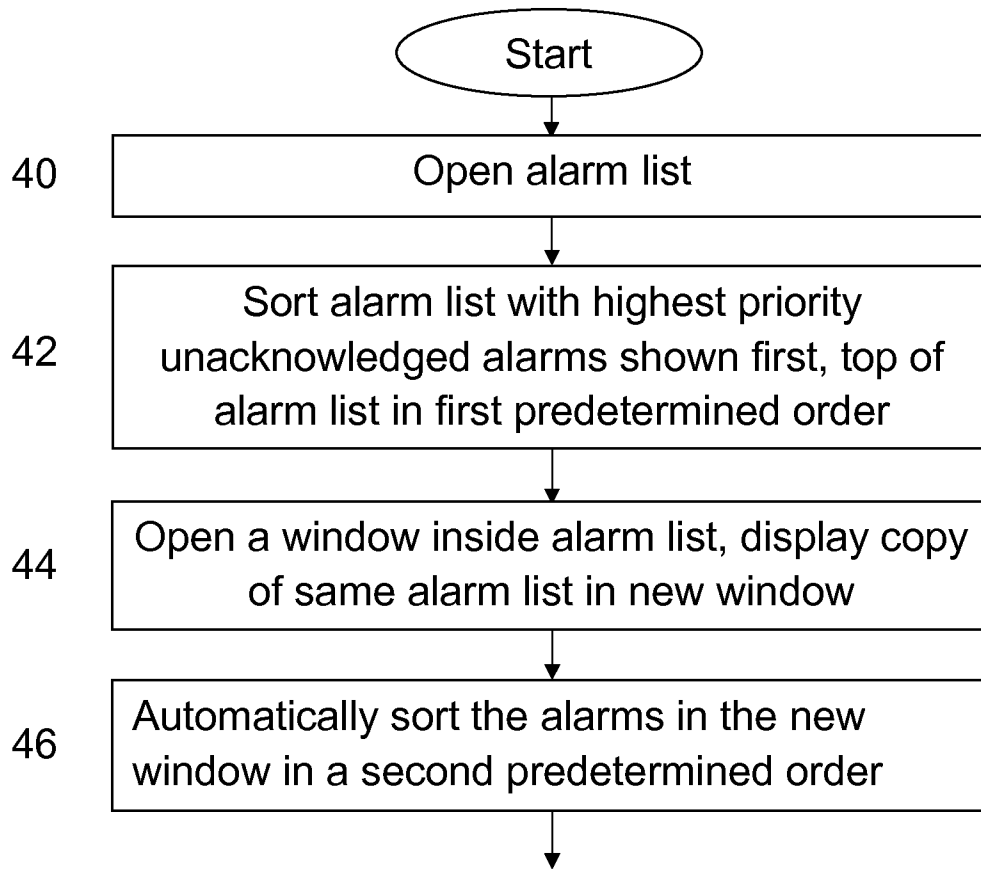 Start
40
Open alarm list
42
Sort alarm list with highest priority
unacknowledged alarms shown first, top of
alarm list in first predetermined order
44
Open a window inside alarm list, display copy
of same alarm list in new window
46
Automatically sort the alarms in the new
window in a second predetermined order